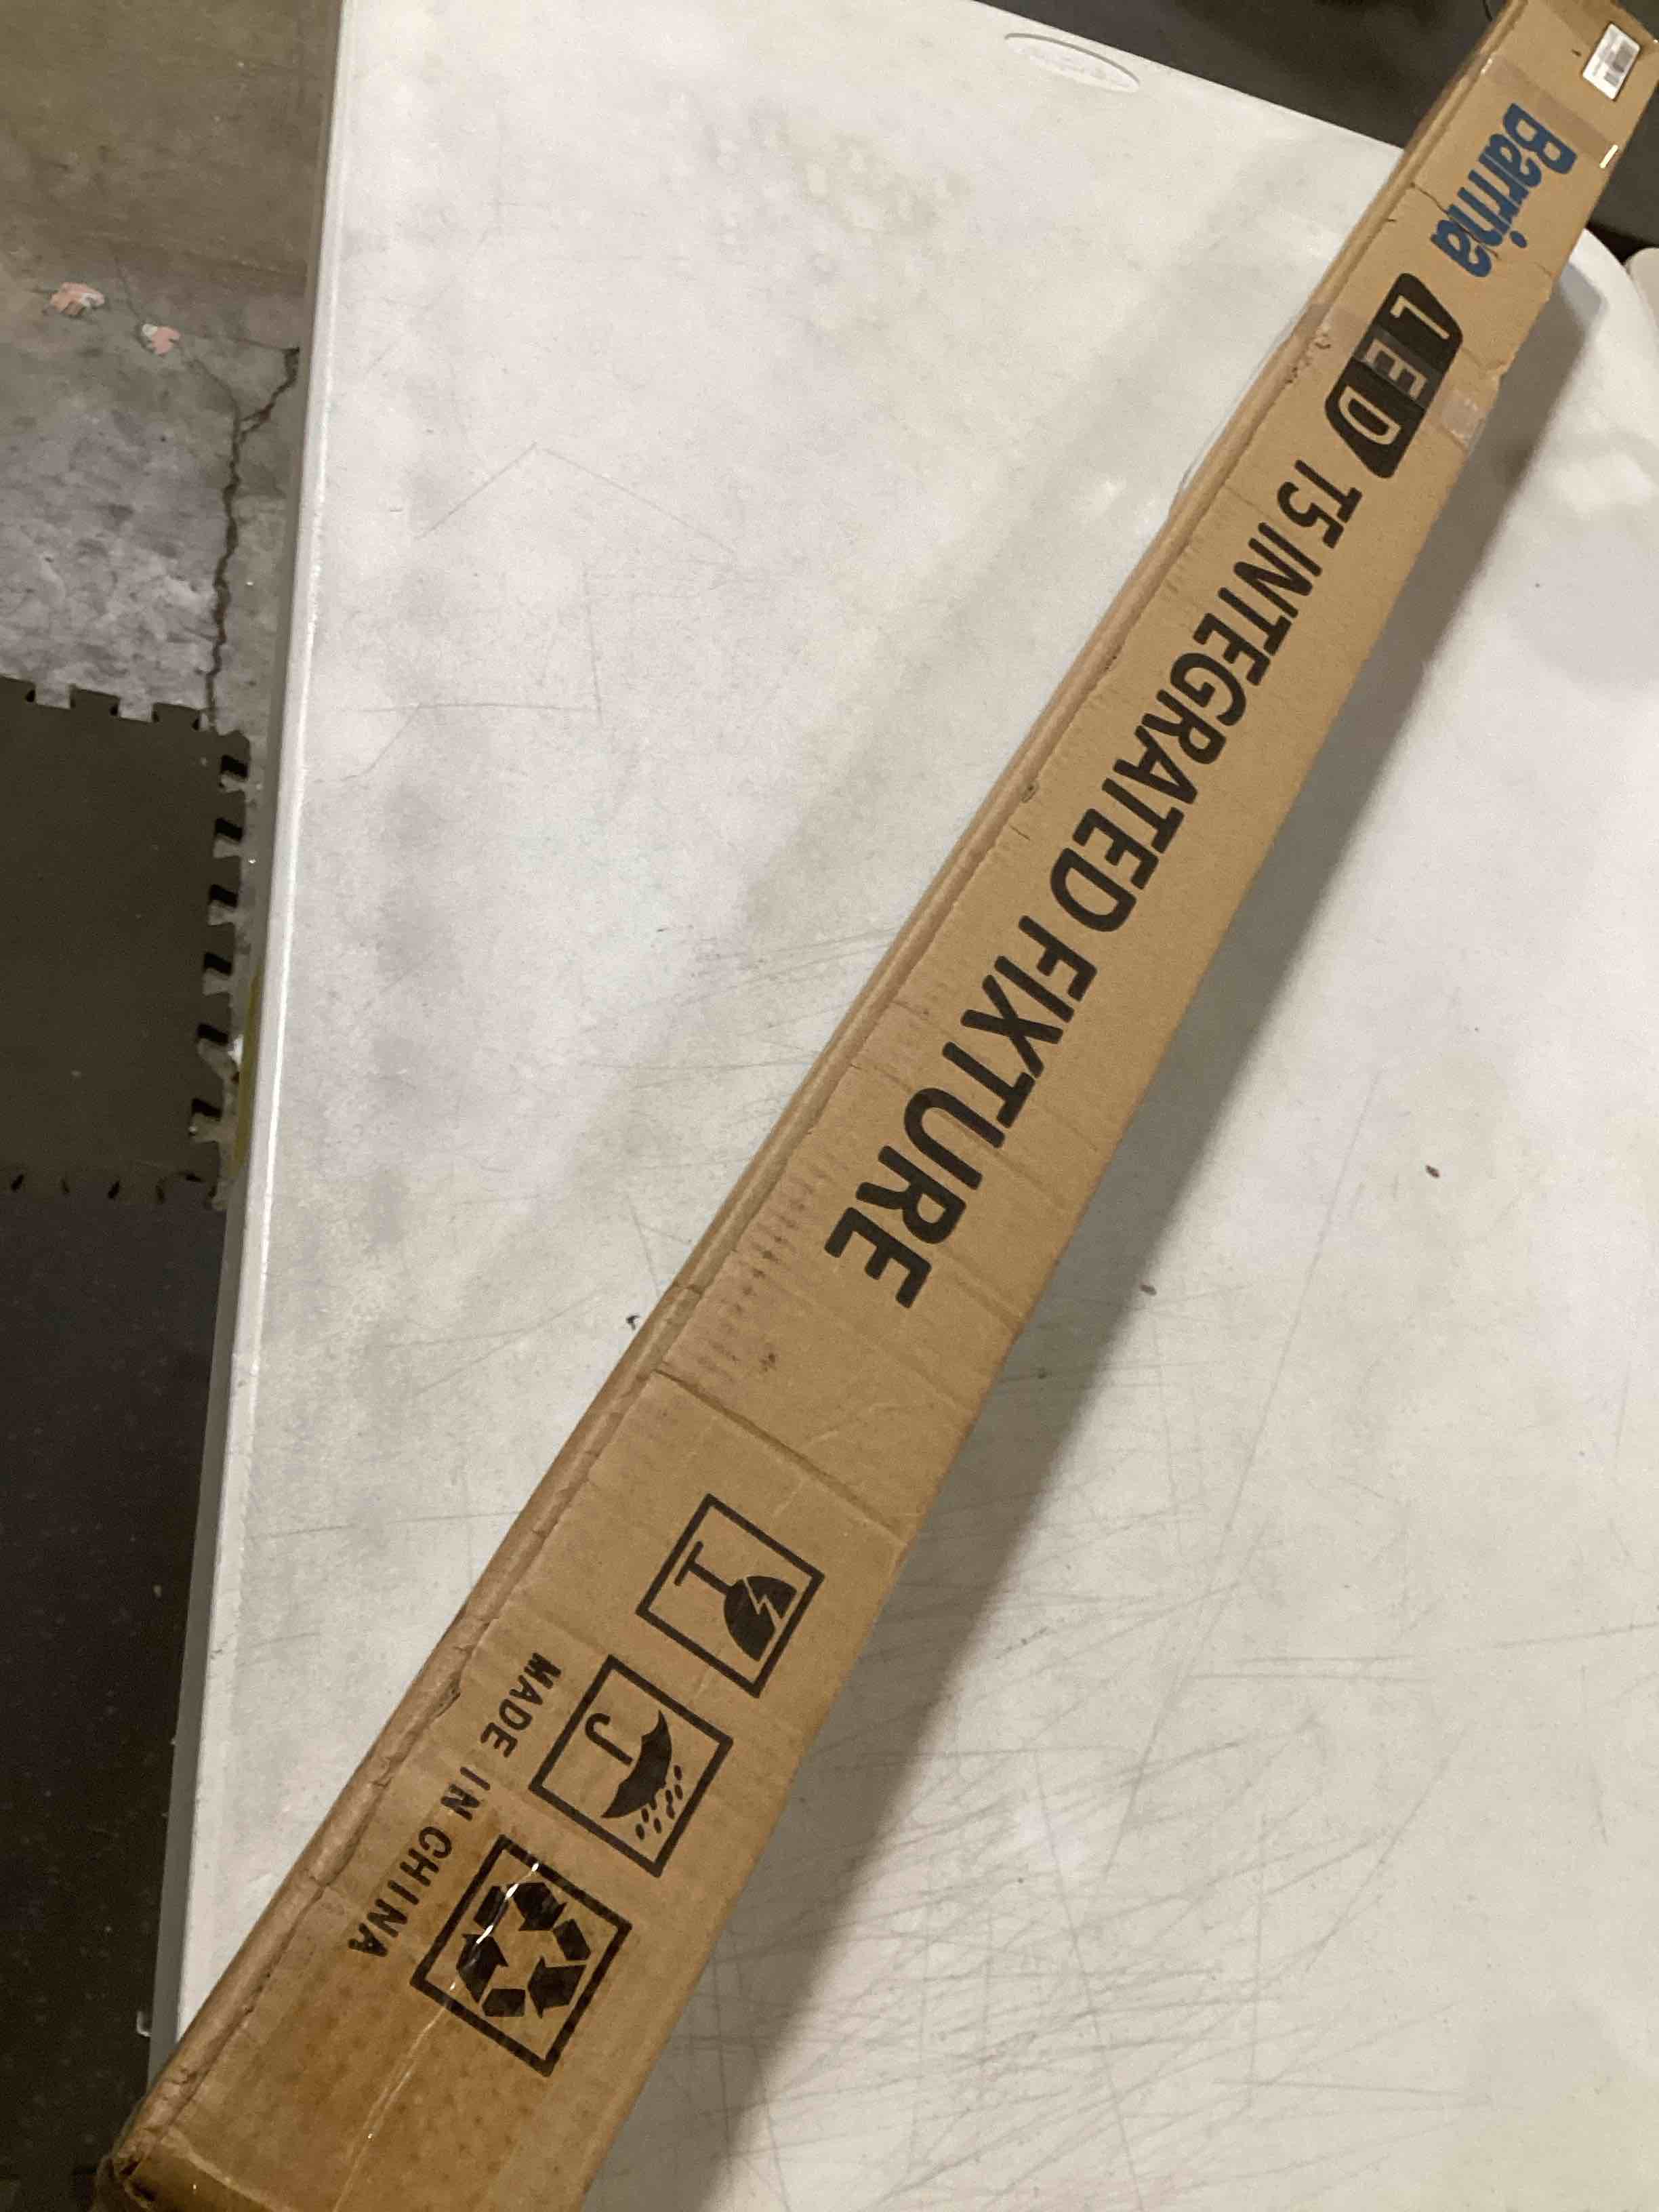 Barrina
LED T5 INTEGRATED FIXTURE
MADE IN CHINA